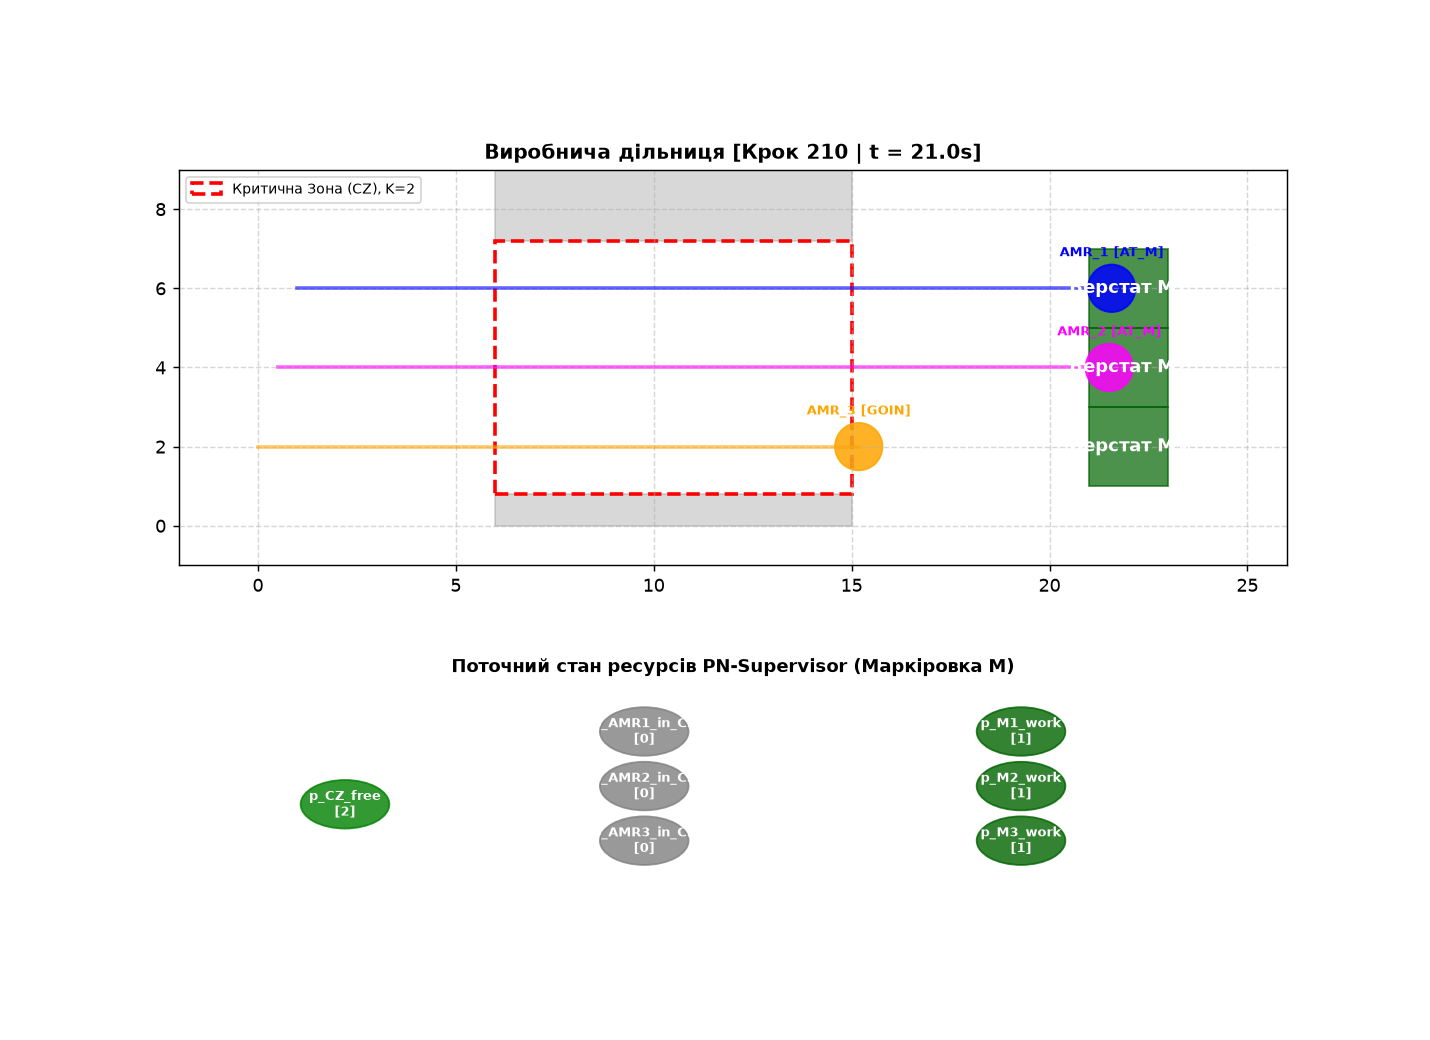 Виробнича дільниця [Крок 210 | t = 21.0s]
Критична Зона (CZ), K=2
8
6
4
2
0
AMR_1 [AT_M]
ерстат M
AMR_2 [AT_M]
ерстат M
AMR_3 [GOIN]
ерстат M
0 5 10 15 20 25
Поточний стан ресурсів PN-Supervisor (Маркіровка M)
p_CZ_free
[2]
_AMR1_in_C
[0]
_AMR2_in_C
[0]
_AMR3_in_C
[0]
p_M1_work
[1]
p_M2_work
[1]
p_M3_work
[1]